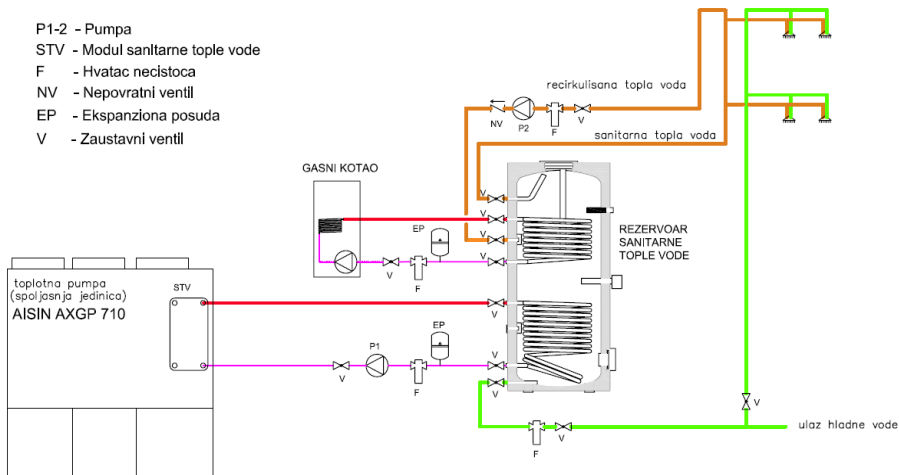 P1-2 - Pumpa
STV - Modul sanitarne tople vode
F - Hvatac necistoca
NV - Nepovratni ventil
EP - Ekspanziona posuda
V - Zaustavni ventil
recirkulisana topla voda
NV
P2
F
V
sanitarna topla voda
GASNI KOTAO
V
V
EP
V
REZERVOAR
SANITARNE
TOPLE VODE
V
V
F
toplotna pumpa
(spoljasnja jedinica)
AISIN AXGP 710
STV
V
EP
P1
V
V
F
V
V
ulaz hladne vode
F
V